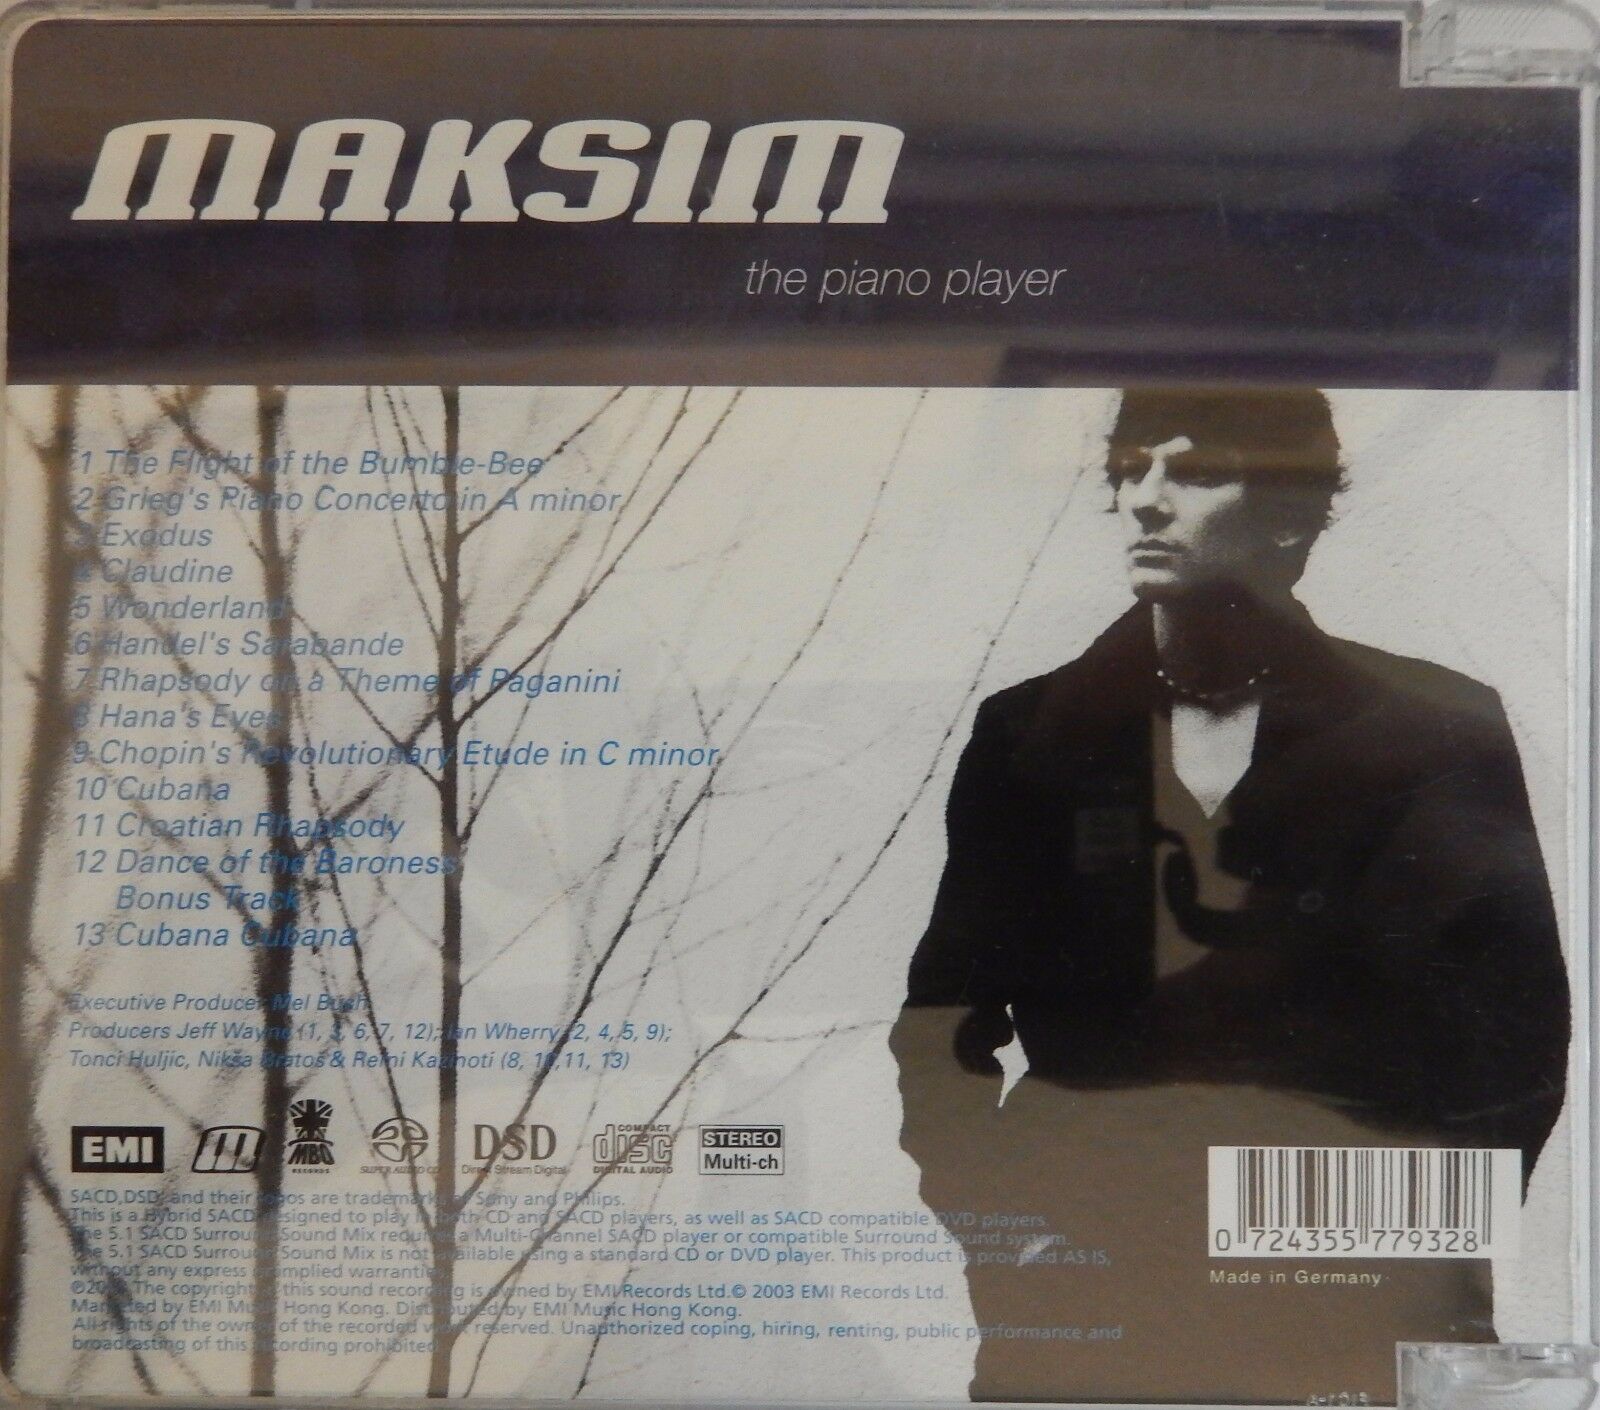 MAKSIM
the piano player
1 The Flight of the Bumble-Bee
2 Grieg's Piano Concerto in A minor
3 Exodus
4 Claudine
5 Wonderland
6 Handel's Sarabande
7 Rhapsody on a Theme of Paganini
8 Hana's Eyes
9 Chopin's Revolutionary Etude in C minor
10 Cubana
11 Croatian Rhapsody
12 Dance of the Baroness
Bonus Track
13 Cubana Cubana
Executive Producer Mel Bush
Producers Jeff Wayne (1, 3, 6, 7, 12); Ian Wherry (2, 4, 5, 9);
Tonci Huljic, Niksa Bratos & Remi Kazinoti (8, 10,11, 13)
EMI
m
MBO
RECORDS
SUPER AUDIO CD
DSD
Direct Stream Digital
COMPACT
disc
DIGITAL AUDIO
STEREO
Multi-ch
SACD,DSD, and their logos are trademarks of Sony and Philips.
This is a Hybrid SACD designed to play in both CD and SACD players, as well as SACD compatible DVD players.
The 5.1 SACD Surround Sound Mix requires a Multi-Channel SACD player or compatible Surround Sound system.
The 5.1 SACD Surround Sound Mix is not available using a standard CD or DVD player. This product is provided AS IS,
without any express or implied warranties.
The copyright in this sound recording is owned by EMI Records Ltd.© 2003 EMI Records Ltd.
Marketed by EMI Music Hong Kong. Distributed by EMI Music Hong Kong.
All rights of the owner of the recorded work reserved. Unauthorized coping, hiring, renting, public performance and
broadcasting of this recording prohibited
0 724355 779328
Made in Germany